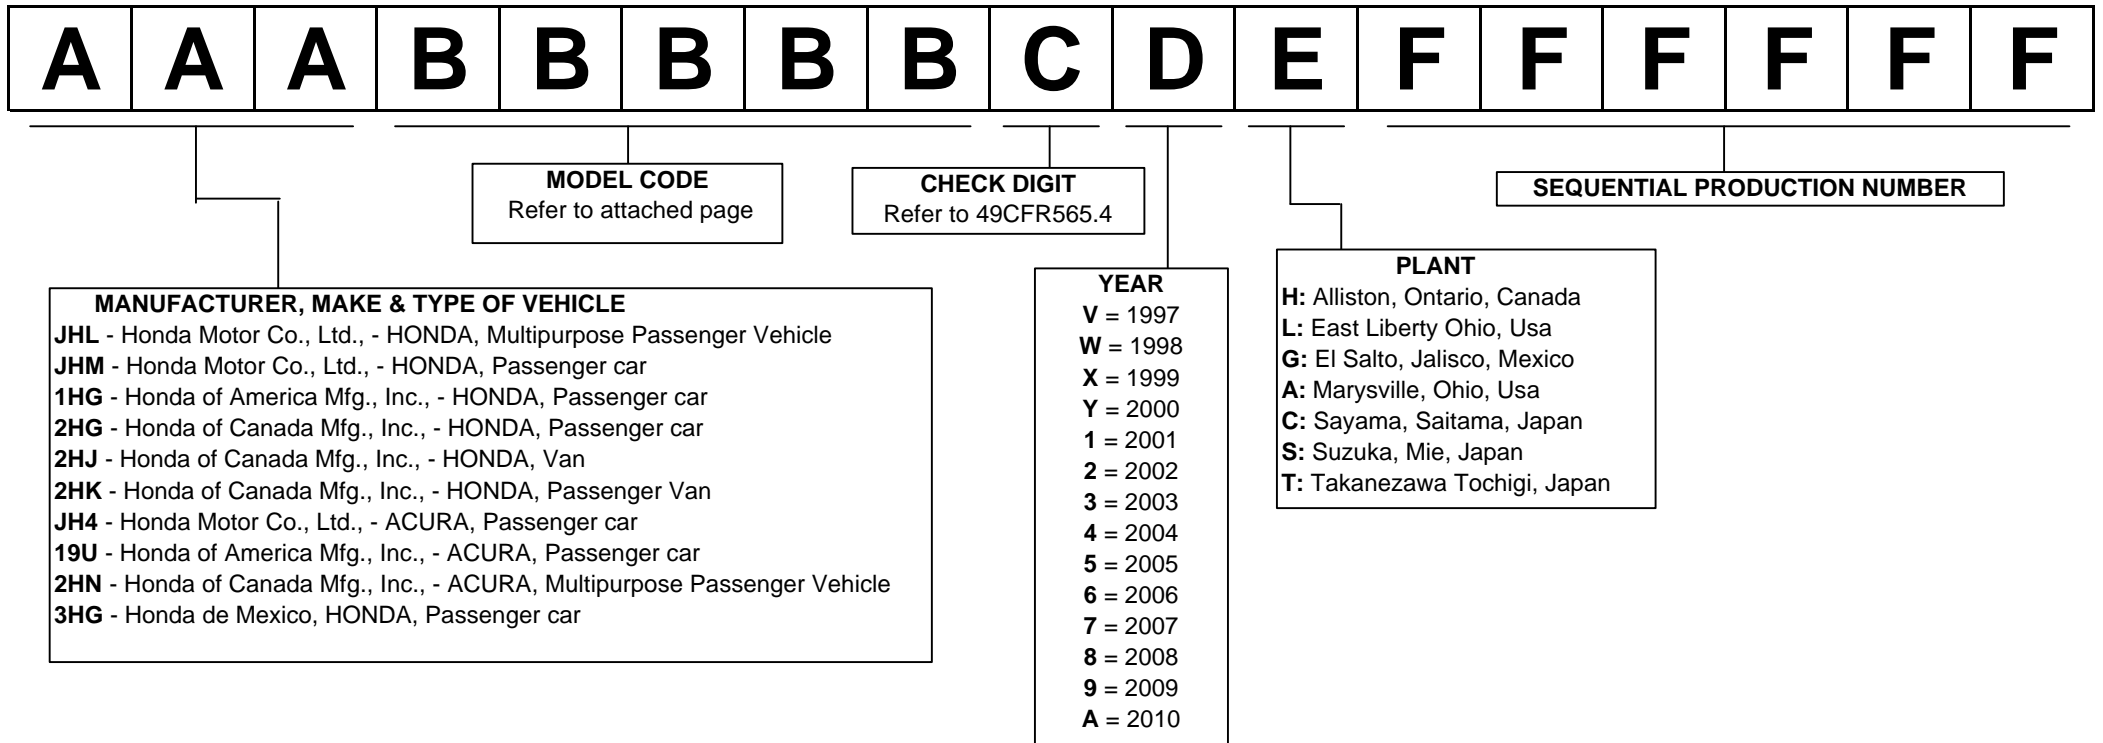 A A A B B B B B C D E F F F F F F
MODEL CODE
Refer to attached page
CHECK DIGIT
Refer to 49CFR565.4
SEQUENTIAL PRODUCTION NUMBER
MANUFACTURER, MAKE & TYPE OF VEHICLE
JHL - Honda Motor Co., Ltd., - HONDA, Multipurpose Passenger Vehicle
JHM - Honda Motor Co., Ltd., - HONDA, Passenger car
1HG - Honda of America Mfg., Inc., - HONDA, Passenger car
2HG - Honda of Canada Mfg., Inc., - HONDA, Passenger car
2HJ - Honda of Canada Mfg., Inc., - HONDA, Van
2HK - Honda of Canada Mfg., Inc., - HONDA, Passenger Van
JH4 - Honda Motor Co., Ltd., - ACURA, Passenger car
19U - Honda of America Mfg., Inc., - ACURA, Passenger car
2HN - Honda of Canada Mfg., Inc., - ACURA, Multipurpose Passenger Vehicle
3HG - Honda de Mexico, HONDA, Passenger car
YEAR
V = 1997
W = 1998
X = 1999
Y = 2000
1 = 2001
2 = 2002
3 = 2003
4 = 2004
5 = 2005
6 = 2006
7 = 2007
8 = 2008
9 = 2009
A = 2010
PLANT
H: Alliston, Ontario, Canada
L: East Liberty Ohio, Usa
G: El Salto, Jalisco, Mexico
A: Marysville, Ohio, Usa
C: Sayama, Saitama, Japan
S: Suzuka, Mie, Japan
T: Takanezawa Tochigi, Japan